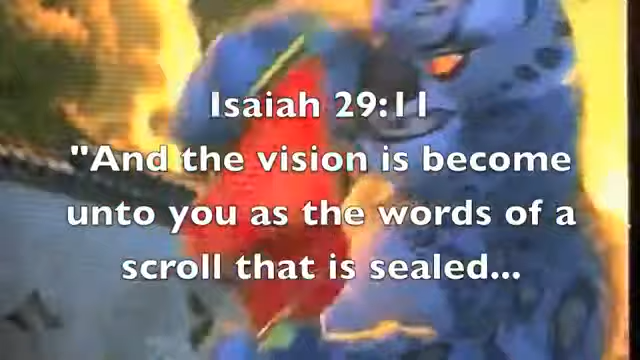 Isaiah 29:11
"And the vision is become
unto you as the words of a
scroll that is sealed...